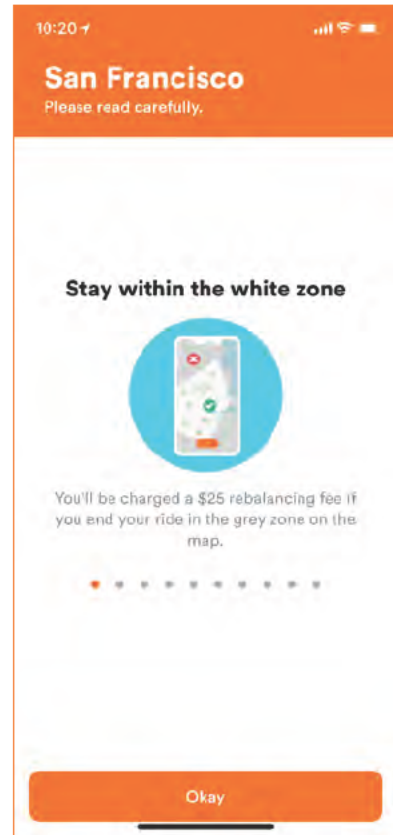 10:20
San Francisco
Please read carefully.
Stay within the white zone
You'll be charged a $25 rebalancing fee if
you end your ride in the grey zone on the
map.
Okay